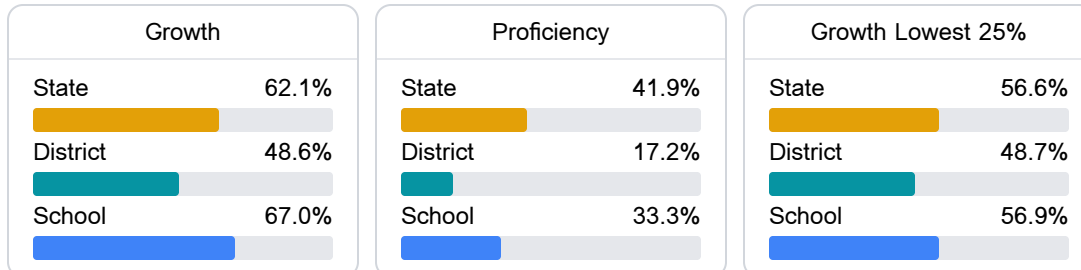 Growth
State 62.1%
District 48.6%
School 67.0%
Proficiency
State 41.9%
District 17.2%
School 33.3%
Growth Lowest 25%
State 56.6%
District 48.7%
School 56.9%